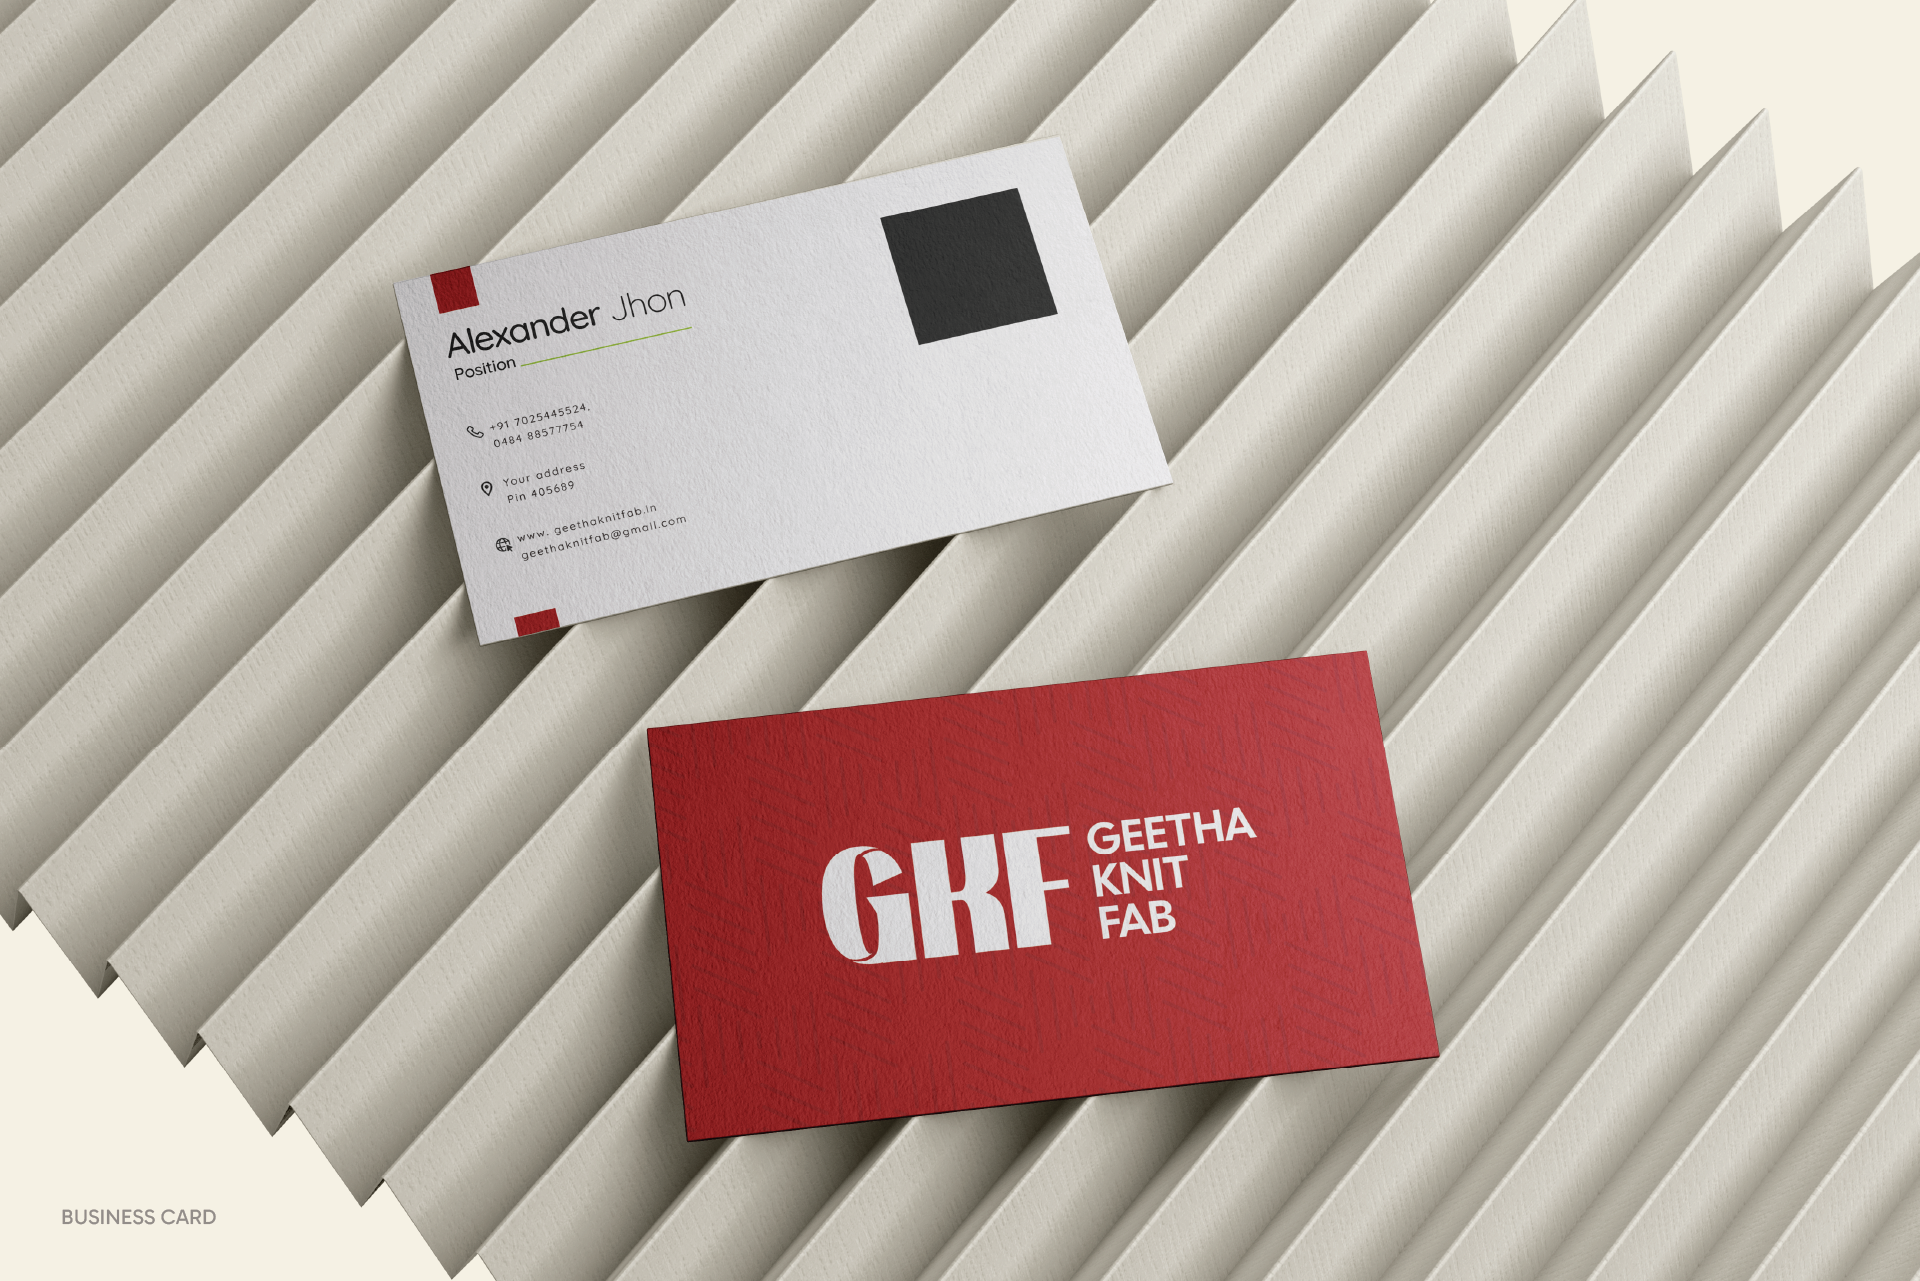 Alexander Jhon
Position
+91 7025445524,
0484 88577754
Your address
Pin 405689
www. geethaknitfab.in
geethaknitfab@gmail.com
GKF
GEETHA
KNIT
FAB
BUSINESS CARD